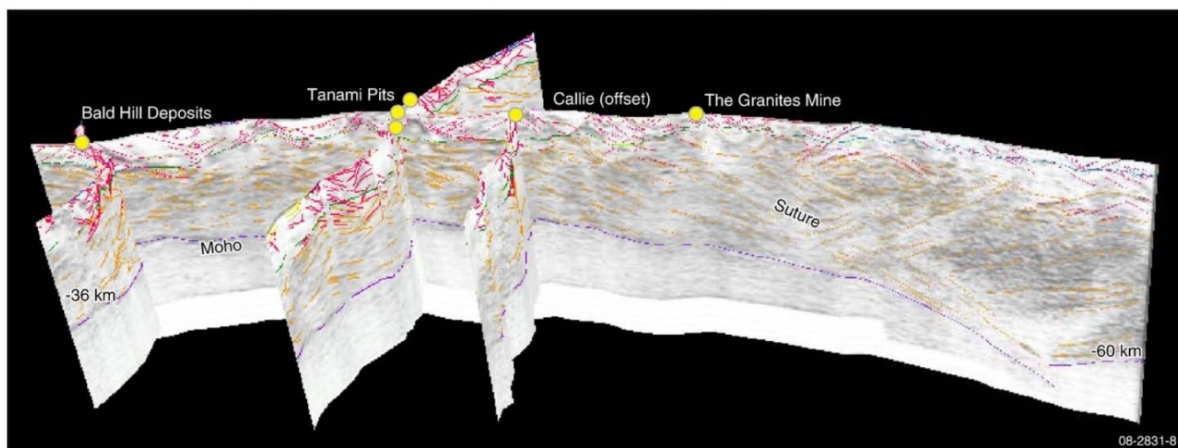 Bald Hill Deposits
Tanami Pits
Callie (offset)
The Granites Mine
Suture
Moho
-36 km
-60 km
08-2831-8